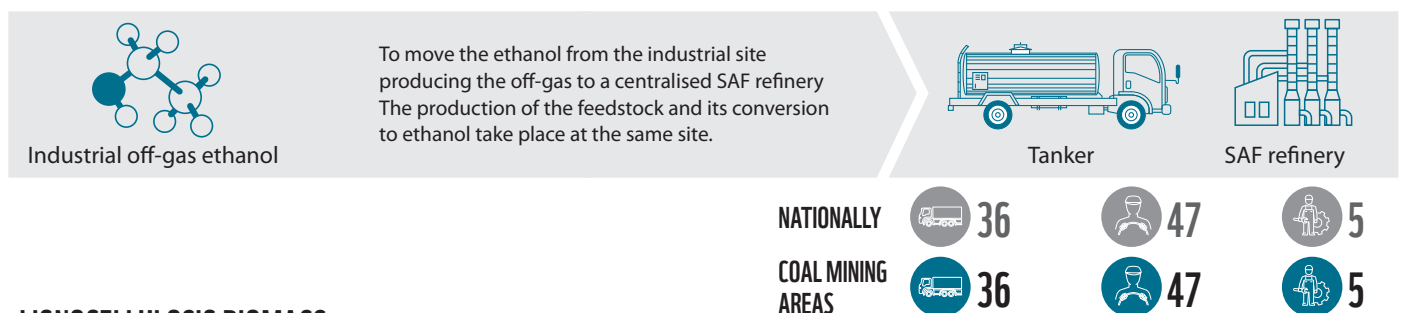 To move the ethanol from the industrial site
producing the off-gas to a centralised SAF refinery
The production of the feedstock and its conversion
to ethanol take place at the same site.
Industrial off-gas ethanol
Tanker
SAF refinery
NATIONALLY 36 47 5
COAL MINING
AREAS 36 47 5
LIGNOCELLULOSIC BIOMASS